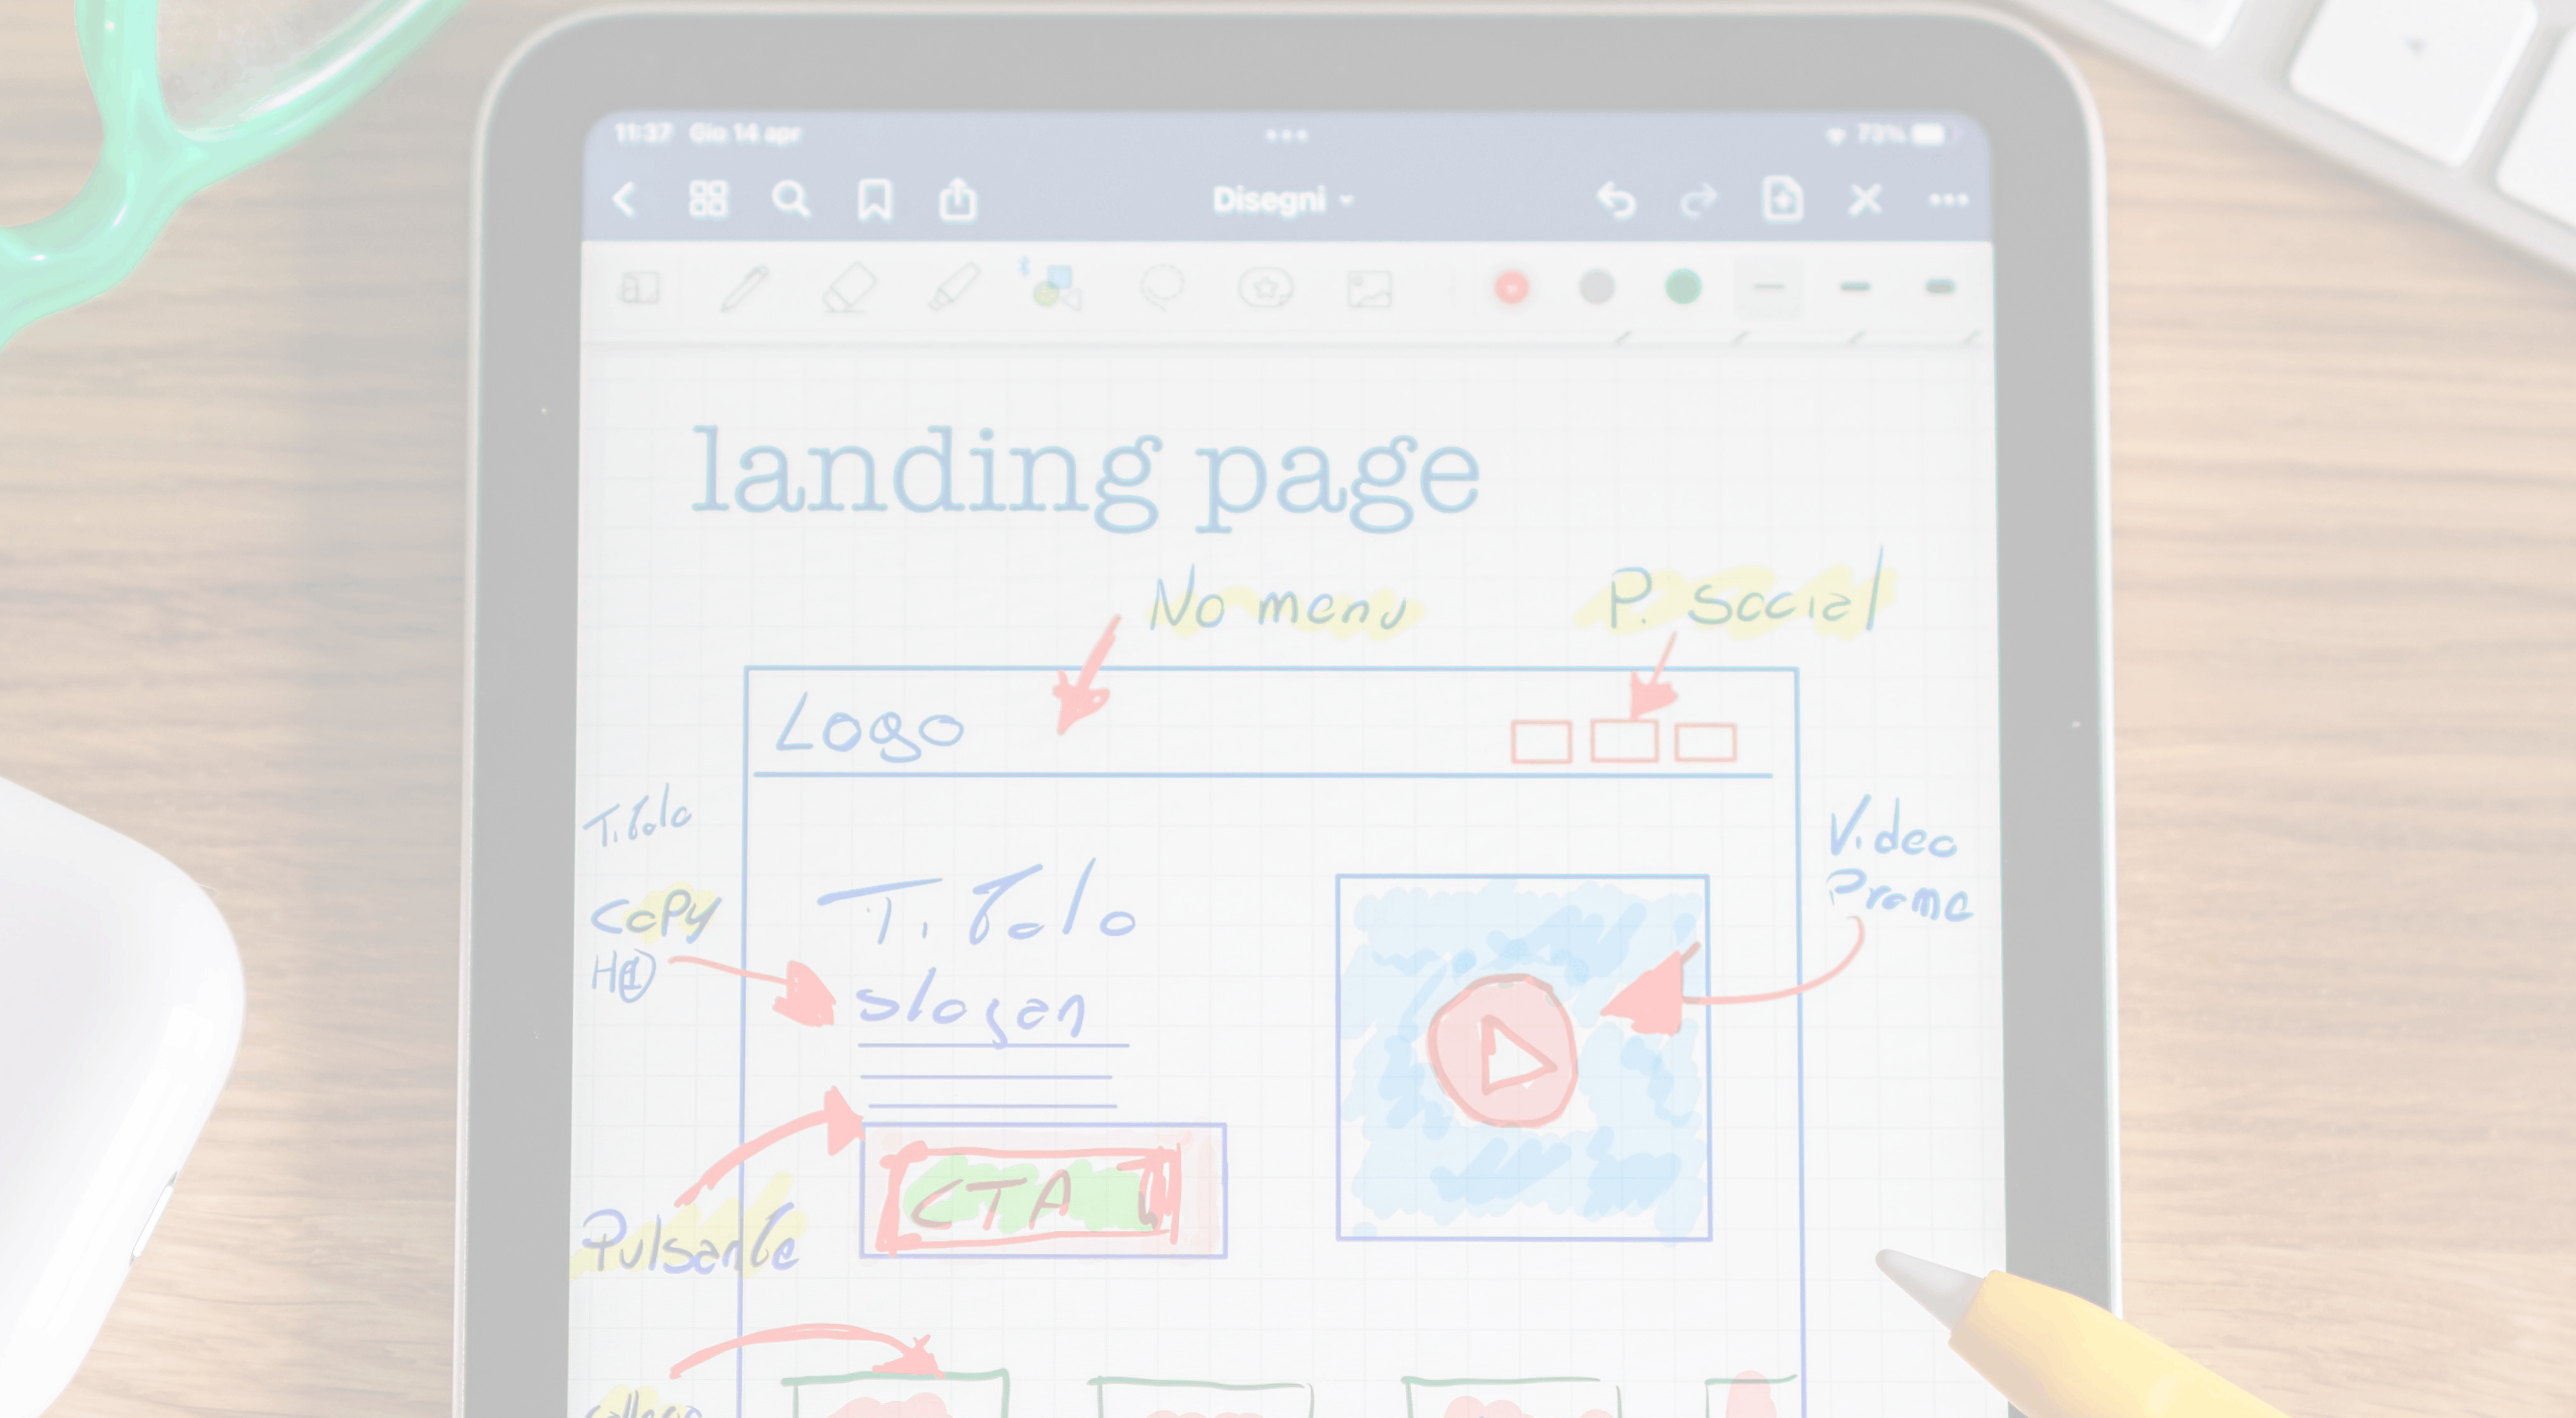 11:37 Gio 14 apr
73%
Disegni
landing page
No menu
P. Social
Logo
Titolo
Video
Promo
Copy
H1
Titolo
slogan
CTA
Pulsante